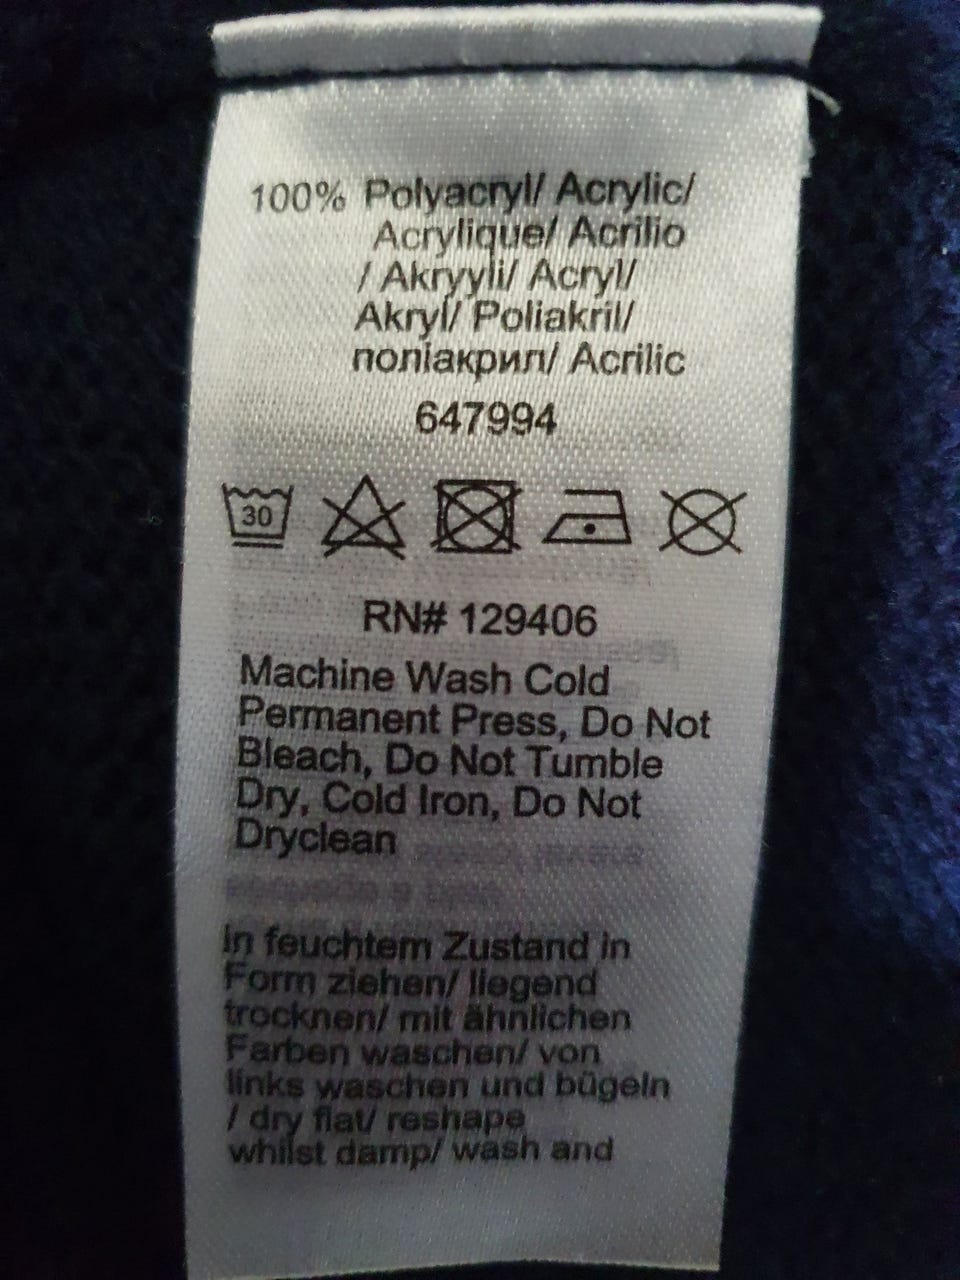 100% Polyacryl/ Acrylic/
Acrylique/ Acrilio
/ Akryyli/ Acryl/
Akryl/ Poliakril/
поліакрил/ Acrilic
647994
30
RN# 129406
Machine Wash Cold
Permanent Press, Do Not
Bleach, Do Not Tumble
Dry, Cold Iron, Do Not
Dryclean
In feuchtem Zustand in
Form ziehen/ liegend
trocknen/ mit ähnlichen
Farben waschen/ von
links waschen und bügeln
/ dry flat/ reshape
whilst damp/ wash and